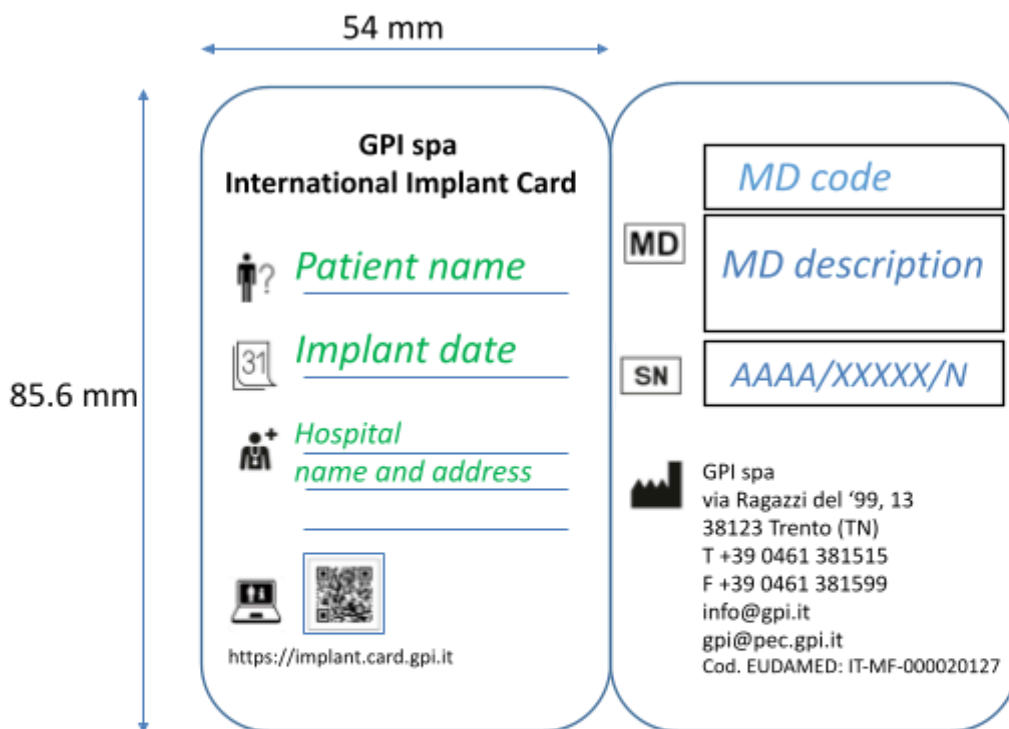 54 mm
85.6 mm
GPI spa
International Implant Card
? Patient name
31 Implant date
Hospital
name and address
https://implant.card.gpi.it
MD code
MD
MD description
SN AAAA/XXXXX/N
GPI spa
via Ragazzi del ‘99, 13
38123 Trento (TN)
T +39 0461 381515
F +39 0461 381599
info@gpi.it
gpi@pec.gpi.it
Cod. EUDAMED: IT-MF-000020127